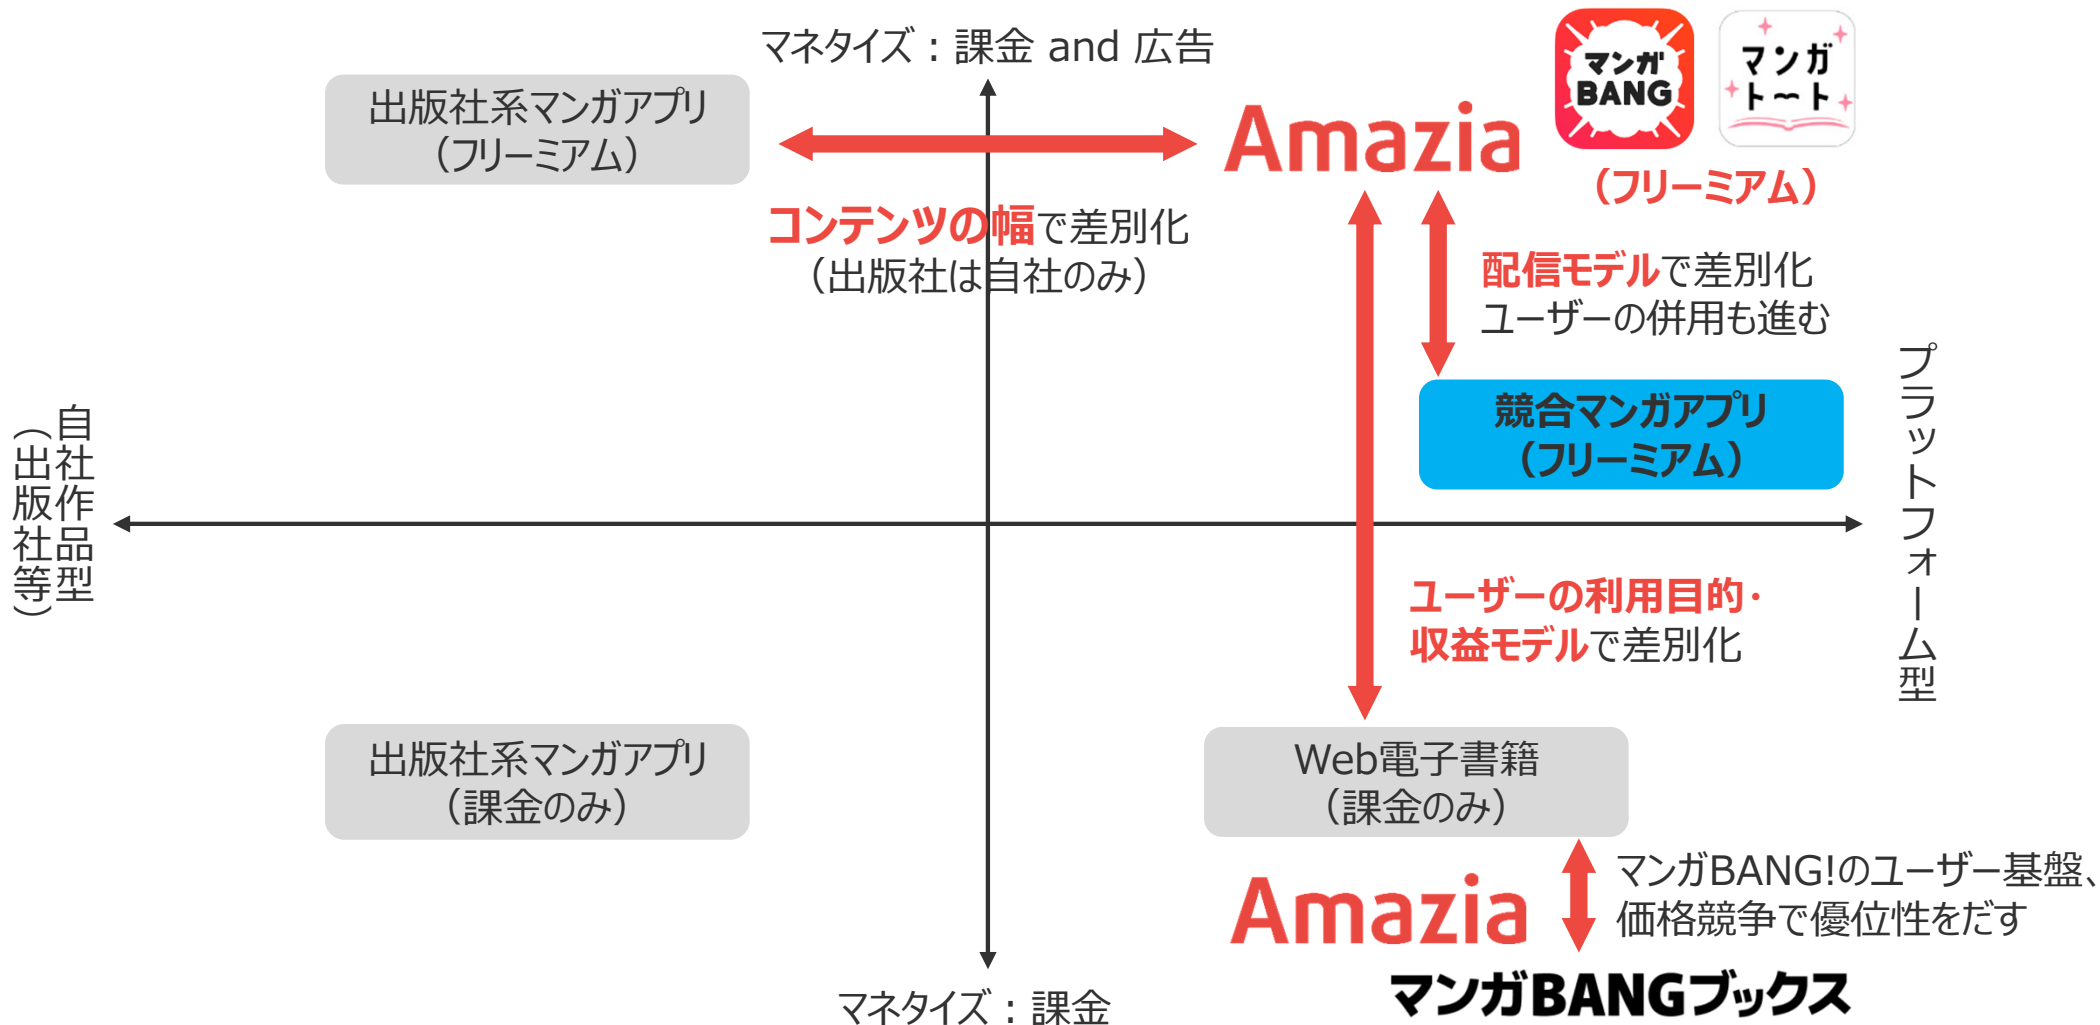 マネタイズ：課金 and 広告
出版社系マンガアプリ
（フリーミアム）
Amazia
マンガ
BANG
マンガ
トート
（フリーミアム）
コンテンツの幅で差別化
（出版社は自社のみ）
配信モデルで差別化
ユーザーの併用も進む
競合マンガアプリ
（フリーミアム）
自社作品型
（出版社等）
プラットフォーム型
ユーザーの利用目的・
収益モデルで差別化
出版社系マンガアプリ
（課金のみ）
Web電子書籍
（課金のみ）
Amazia
マンガBANG!のユーザー基盤、
価格競争で優位性をだす
マンガBANGブックス
マネタイズ：課金